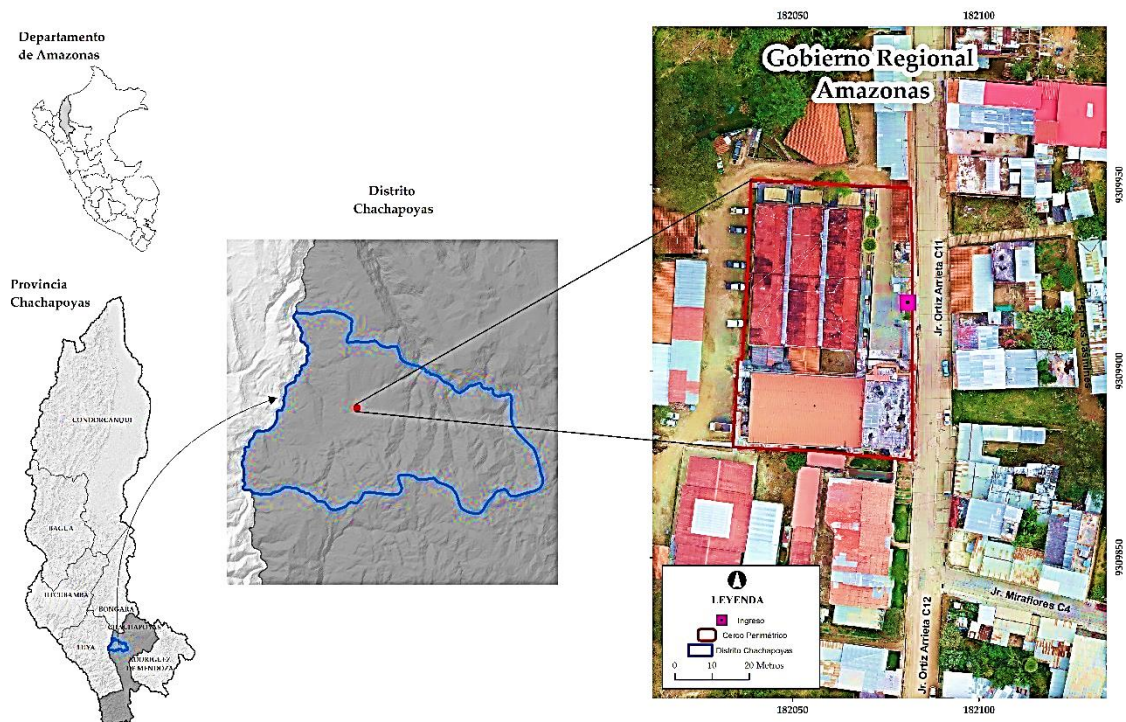 Departamento
de Amazonas
Provincia
Chachapoyas
CONDORCANQUI
BAGUA
UTCUBAMBA
BONGARA
CHACHAPOYAS
LUYA
RODRIGUEZ
DE MENDOZA
Distrito
Chachapoyas
182050
182100
Gobierno Regional
Amazonas
9309950
9309900
9309850
Jr. Ortiz Arrieta C11
Jr. Miraflores C4
Jr. Ortiz Arrieta C12
LEYENDA
Ingreso
Cerco Perimétrico
Distrito Chachapoyas
0 10 20 Metros
182050
182100